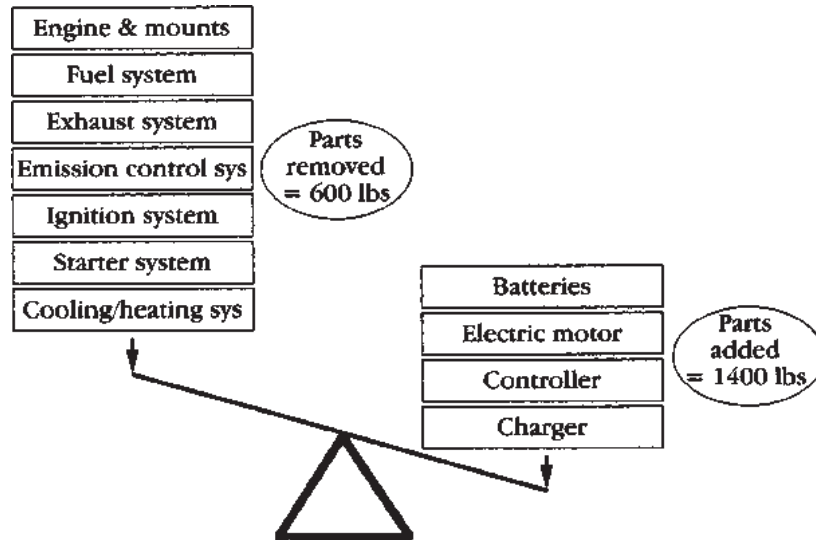 Engine & mounts
Fuel system
Exhaust system
Emission control sys
Ignition system
Starter system
Cooling/heating sys
Parts
removed
= 600 lbs
Batteries
Electric motor
Controller
Charger
Parts
added
= 1400 lbs